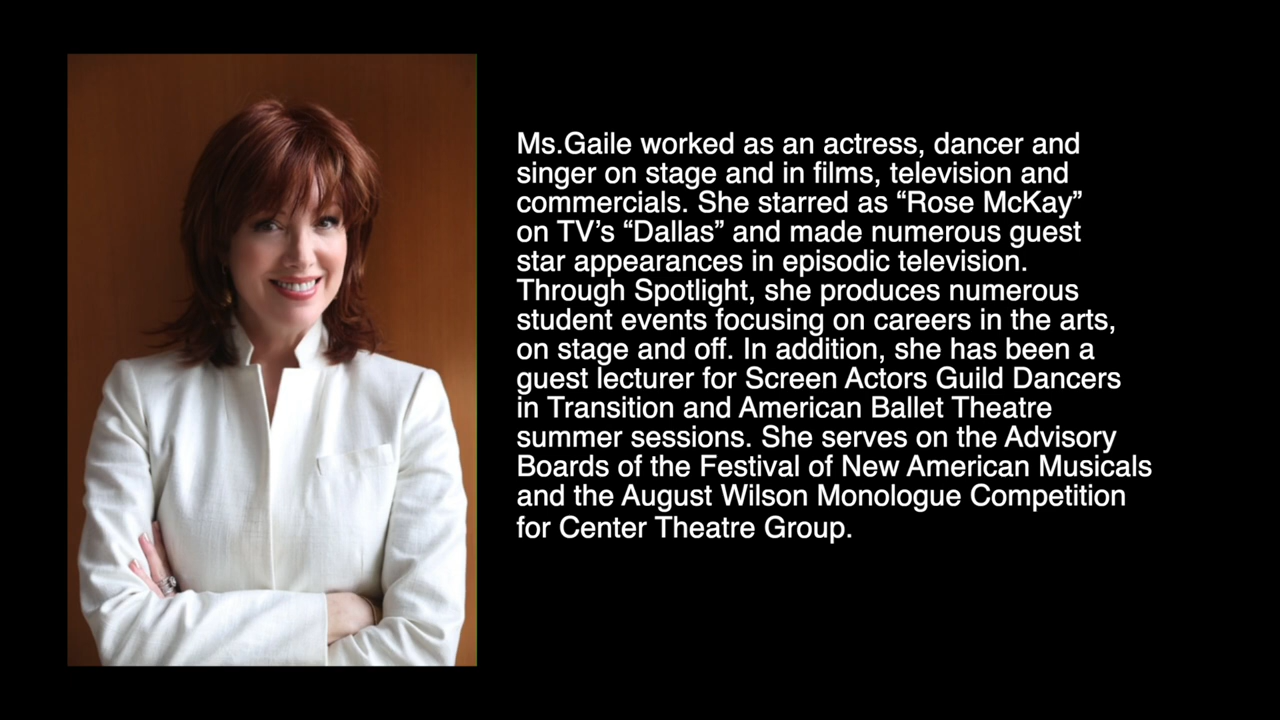 Ms.Gaile worked as an actress, dancer and
singer on stage and in films, television and
commercials. She starred as “Rose McKay”
on TV’s “Dallas” and made numerous guest
star appearances in episodic television.
Through Spotlight, she produces numerous
student events focusing on careers in the arts,
on stage and off. In addition, she has been a
guest lecturer for Screen Actors Guild Dancers
in Transition and American Ballet Theatre
summer sessions. She serves on the Advisory
Boards of the Festival of New American Musicals
and the August Wilson Monologue Competition
for Center Theatre Group.